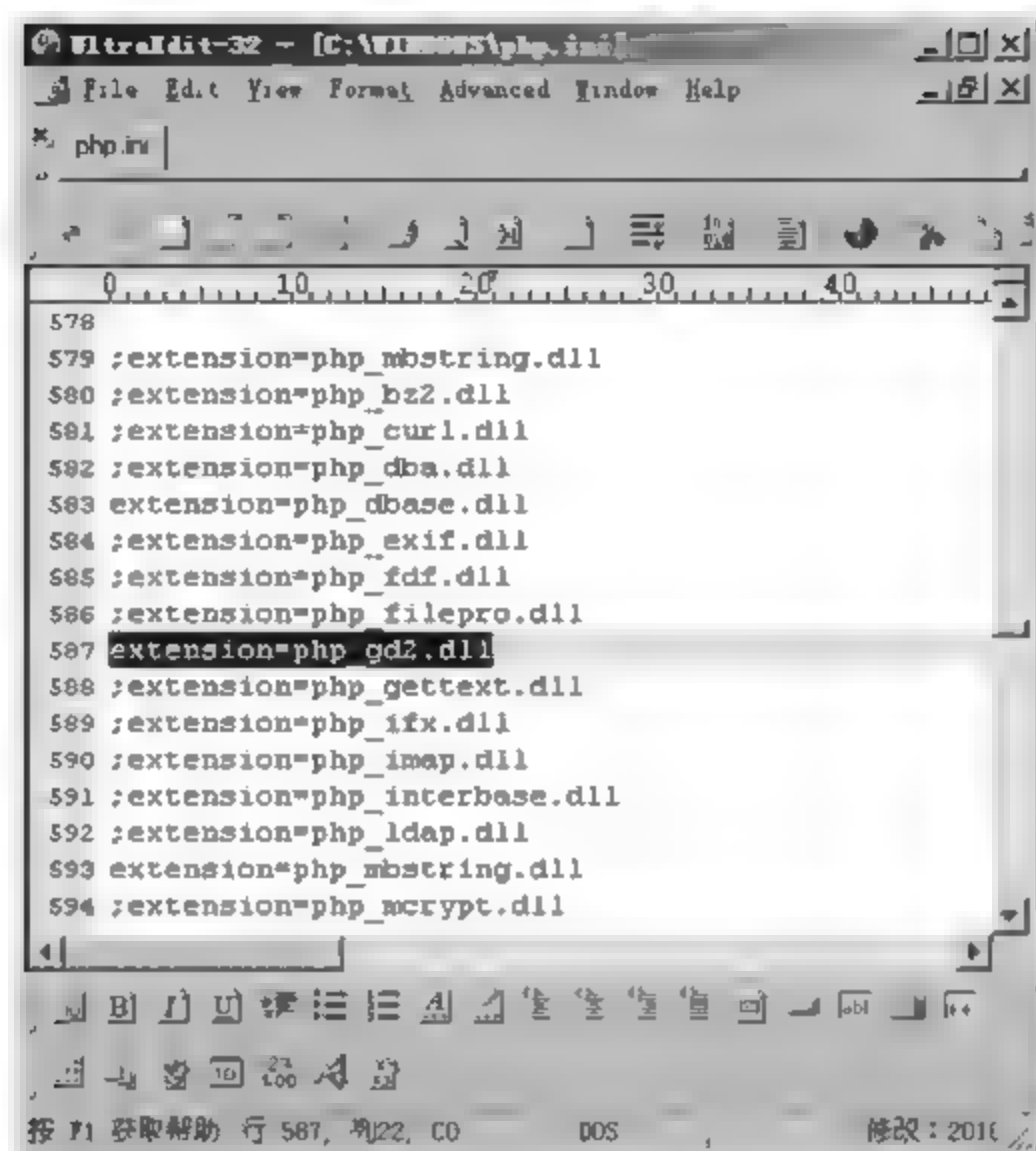 UltraEdit-32 - [C:\WINDOWS\php.ini]
File Edit View Format Advanced Window Help
php.ini
0 10 20 30 40
578
579 ;extension=php_mbstring.dll
580 ;extension=php_bz2.dll
581 ;extension=php_curl.dll
582 ;extension=php_dba.dll
583 extension=php_dbase.dll
584 ;extension=php_exif.dll
585 ;extension=php_fdf.dll
586 ;extension=php_filepro.dll
587 extension=php_gd2.dll
588 ;extension=php_gettext.dll
589 ;extension=php_ifx.dll
590 ;extension=php_imap.dll
591 ;extension=php_interbase.dll
592 ;extension=php_ldap.dll
593 extension=php_mbstring.dll
594 ;extension=php_mcrypt.dll
B I U A
按 F1 获取帮助 行 587, 列22, C0 DOS 修改：201